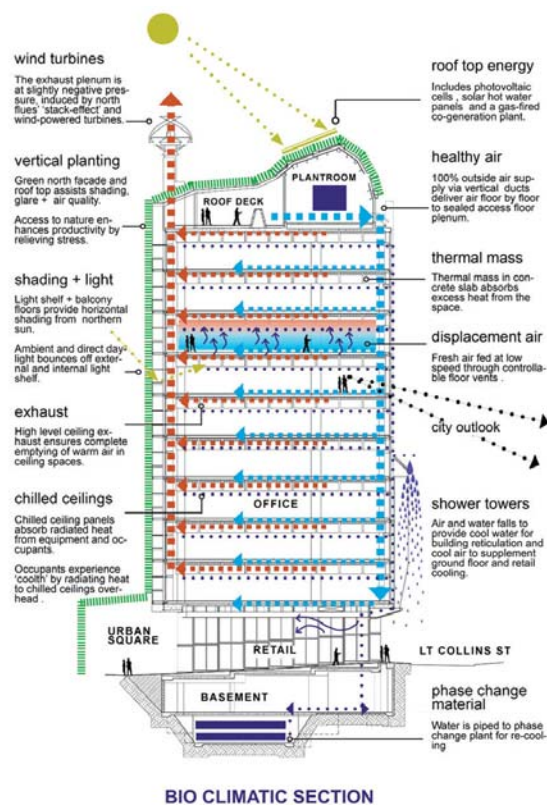 wind turbines
The exhaust plenum is
at slightly negative pres-
sure, induced by north
flues' 'stack-effect' and
wind-powered turbines.
vertical planting
Green north facade and
roof top assists shading,
glare + air quality.
Access to nature en-
hances productivity by
relieving stress.
shading + light
Light shelf + balcony
floors provide horizontal
shading from northern
sun.
Ambient and direct day-
light bounces off exter-
nal and internal light
shelf.
exhaust
High level ceiling ex-
haust ensures complete
emptying of warm air in
ceiling spaces.
chilled ceilings
Chilled ceiling panels
absorb radiated heat
from equipment and oc-
cupants.
Occupants experience
'coolth' by radiating heat
to chilled ceilings over-
head .
roof top energy
Includes photovoltaic
cells , solar hot water
panels and a gas-fired
co-generation plant.
healthy air
100% outside air sup-
ply via vertical ducts
deliver air floor by floor
to sealed access floor
plenum.
thermal mass
Thermal mass in con-
crete slab absorbs
excess heat from the
space.
displacement air
Fresh air fed at low
speed through controlla-
ble floor vents .
city outlook
shower towers
Air and water falls to
provide cool water for
building reticulation and
cool air to supplement
ground floor and retail
cooling.
phase change
material
Water is piped to phase
change plant for re-cool-
ing
PLANTROOM
ROOF DECK
OFFICE
URBAN
SQUARE
RETAIL
LT COLLINS ST
BASEMENT
BIO CLIMATIC SECTION